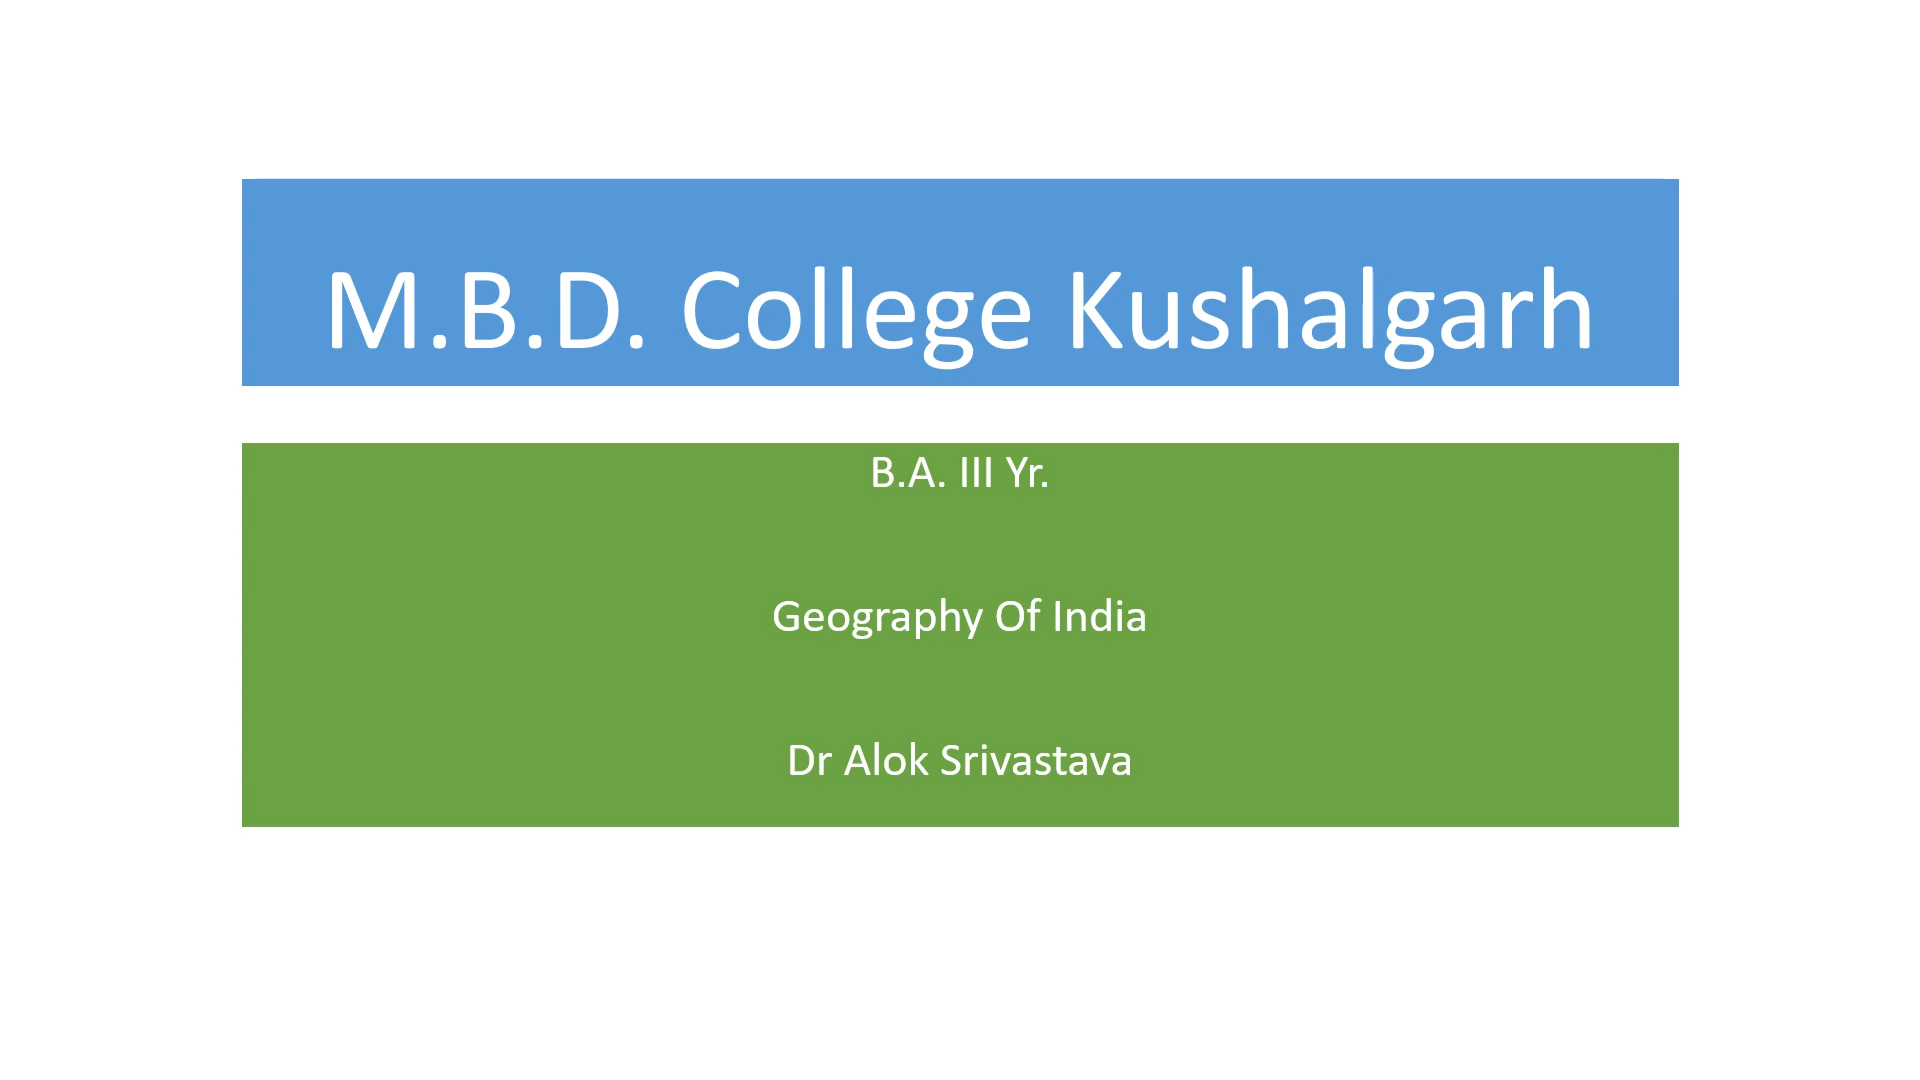 M.B.D. College Kushalgarh
B.A. III Yr.
Geography Of India
Dr Alok Srivastava